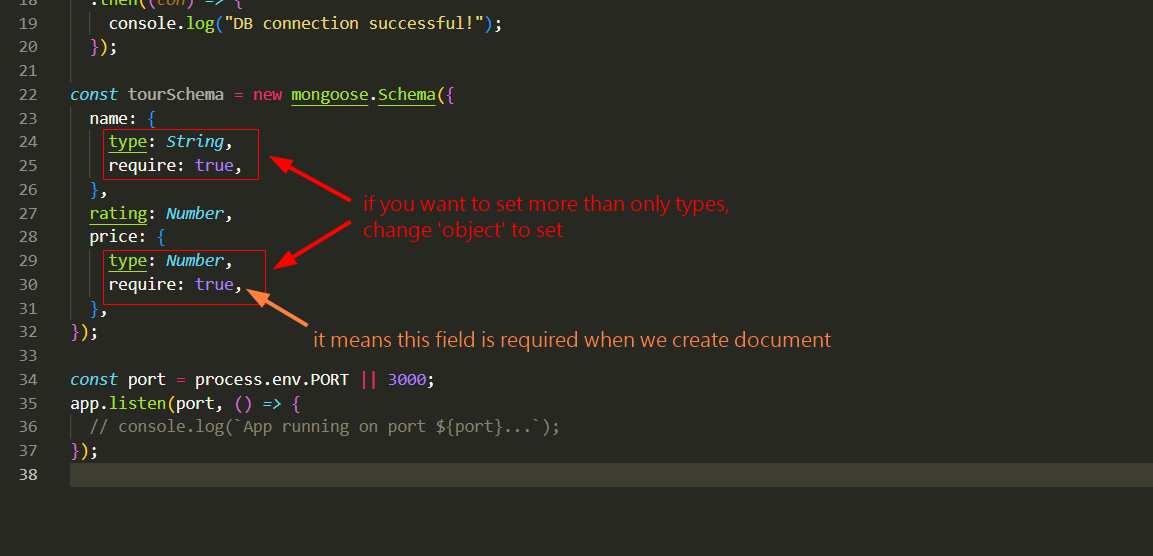 18 .then((con) => {
19 console.log("DB connection successful!");
20 });
21
22 const tourSchema = new mongoose.Schema({
23 name: {
24 type: String,
25 require: true,
26 },
if you want to set more than only types,
27 rating: Number,
28 price: {
change 'object' to set
29 type: Number,
30 require: true,
31 },
32 });
it means this field is required when we create document
33
34 const port = process.env.PORT || 3000;
35 app.listen(port, () => {
36 // console.log(`App running on port ${port}...`);
37 });
38